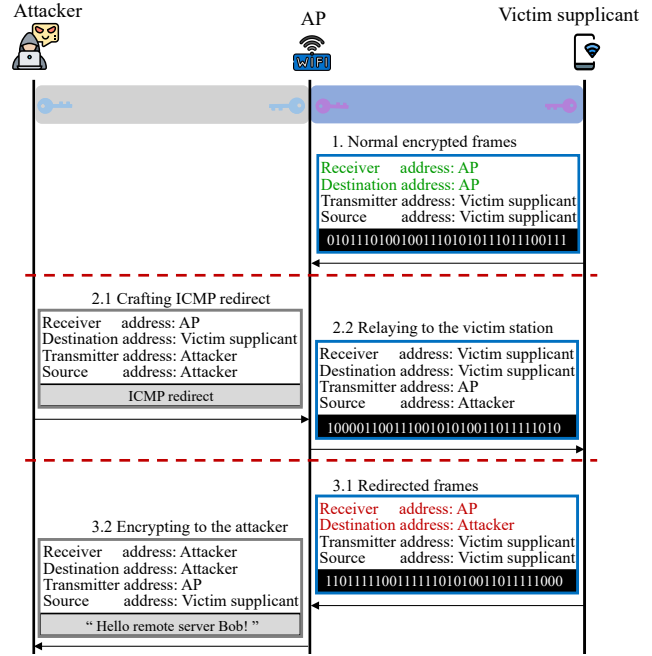 Attacker
AP
Victim supplicant
WiFi
1. Normal encrypted frames
Receiver address: AP
Destination address: AP
Transmitter address: Victim supplicant
Source address: Victim supplicant
0101110100100111010101110111100111
2.1 Crafting ICMP redirect
Receiver address: AP
Destination address: Victim supplicant
Transmitter address: Attacker
Source address: Attacker
ICMP redirect
2.2 Relaying to the victim station
Receiver address: Victim supplicant
Destination address: Victim supplicant
Transmitter address: AP
Source address: Attacker
1000011001110010101001101111101​0
3.1 Redirected frames
Receiver address: AP
Destination address: Attacker
Transmitter address: Victim supplicant
Source address: Victim supplicant
1101111100111111010100110111110​00
3.2 Encrypting to the attacker
Receiver address: Attacker
Destination address: Attacker
Transmitter address: AP
Source address: Victim supplicant
“ Hello remote server Bob! ”